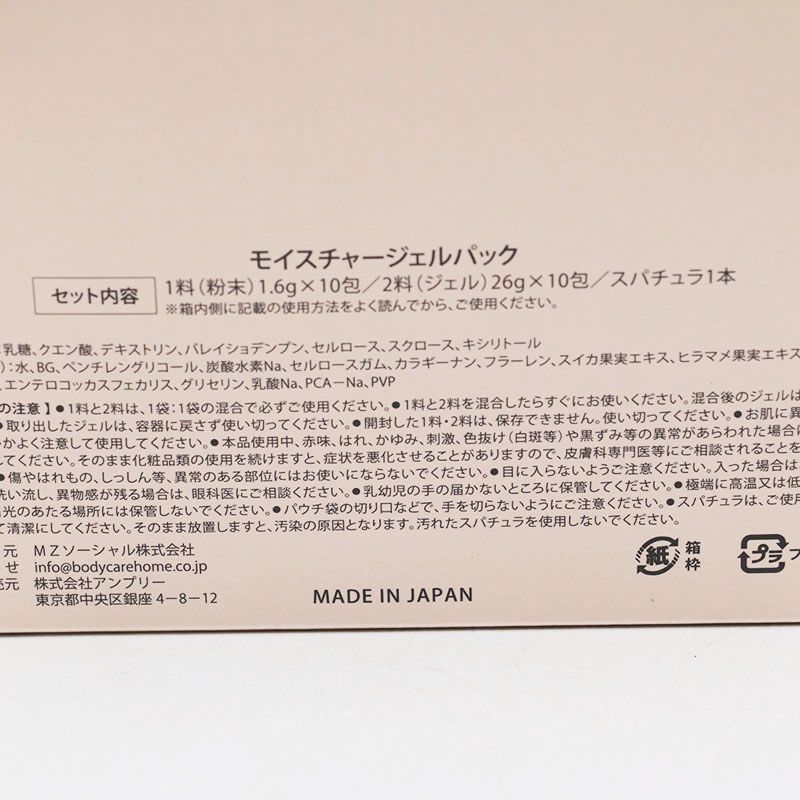 モイスチャージェルパック
セット内容
1料（粉末）1.6g×10包／2料（ジェル）26g×10包／スパチュラ1本
※箱内側に記載の使用方法をよく読んでから、ご使用ください。
乳糖、クエン酸、デキストリン、バレイショデンプン、セルロース、スクロース、キシリトール
：水、BG、ペンチレングリコール、炭酸水素Na、セルロースガム、カラギーナン、フラーレン、スイカ果実エキス、ヒラマメ果実エキス
、エンテロコッカスフェカリス、グリセリン、乳酸Na、PCA－Na、PVP
の注意】●1料と2料は、1袋：1袋の混合で必ずご使用ください。●1料と2料を混合したらすぐにお使いください。混合後のジェルは
●取り出したジェルは、容器に戻さず使い切ってください。●開封した1料・2料は、保存できません。使い切ってください。●お肌に異
かよく注意して使用してください。●本品使用中、赤味、はれ、かゆみ、刺激、色抜け（白斑等）や黒ずみ等の異常があらわれた場合は
してください。そのまま化粧品類の使用を続けますと、症状を悪化させることがありますので、皮膚科専門医等にご相談されることを
●傷やはれもの、しっしん等、異常のある部位にはお使いにならないでください。●目に入らないようご注意ください。入った場合は
洗い流し、異物感が残る場合は、眼科医にご相談ください。●乳幼児の手の届かないところに保管してください。●極端に高温又は低
光のあたる場所には保管しないでください。●パウチ袋の切り口などで、手を切らないようにご注意ください。●スパチュラは、ご使用
て清潔にしてください。そのまま放置しますと、汚染の原因となります。汚れたスパチュラを使用しないでください。
元 MZソーシャル株式会社
せ info@bodycarehome.co.jp
売元 株式会社アンプリー
東京都中央区銀座4－8－12
MADE IN JAPAN
紙 箱
枠
プラ